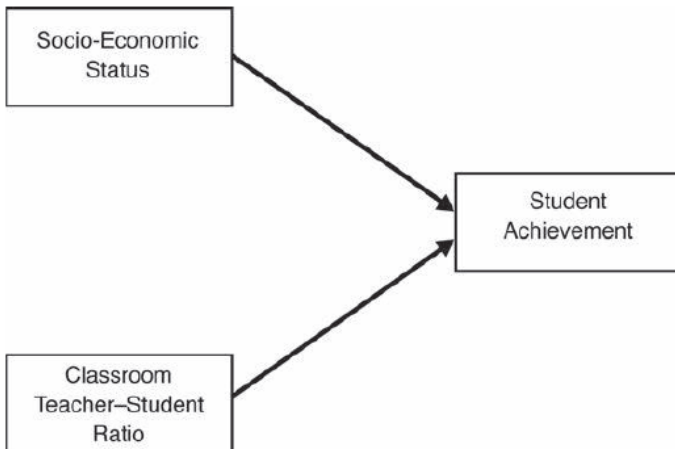 Socio-Economic
Status
Student
Achievement
Classroom
Teacher–Student
Ratio